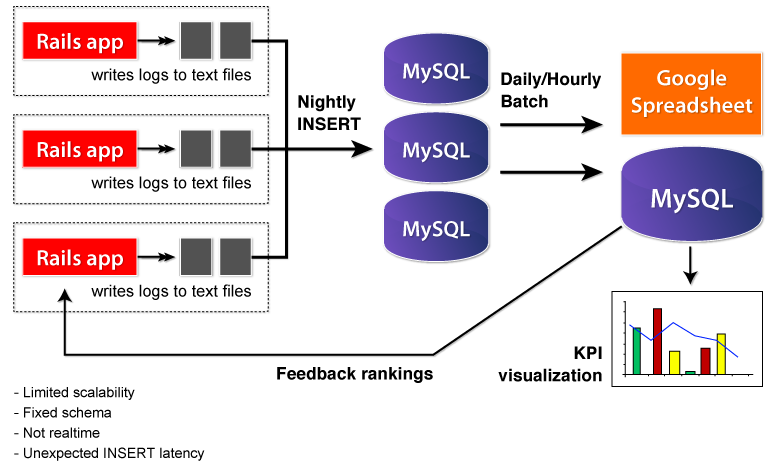 Rails app
writes logs to text files
Rails app
writes logs to text files
Rails app
writes logs to text files
Nightly
INSERT
MySQL
MySQL
MySQL
Daily/Hourly
Batch
Google
Spreadsheet
MySQL
KPI
visualization
Feedback rankings
- Limited scalability
- Fixed schema
- Not realtime
- Unexpected INSERT latency